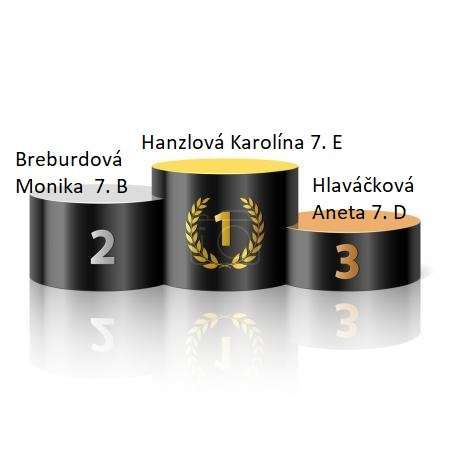 Hanzlová Karolína 7. E
Breburdová
Monika  7. B
Hlaváčková
Aneta 7. D
2
1
3